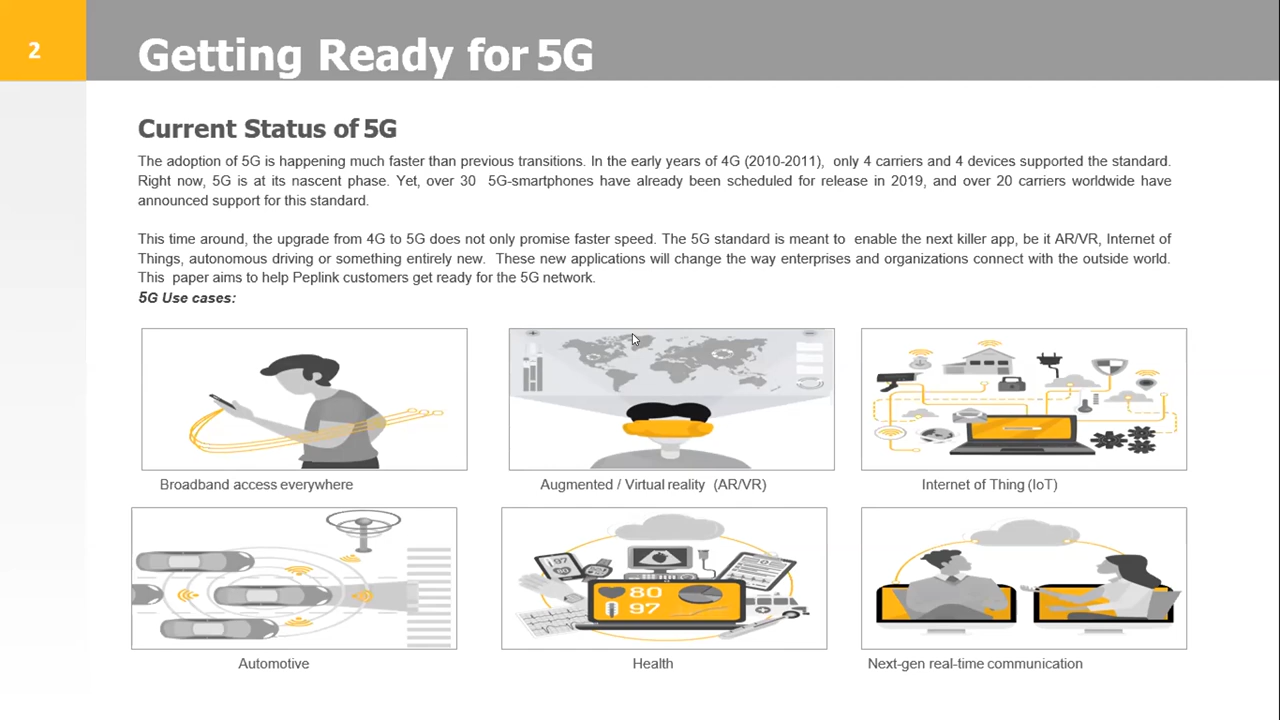 2
Getting Ready for 5G
Current Status of 5G
The adoption of 5G is happening much faster than previous transitions. In the early years of 4G (2010-2011), only 4 carriers and 4 devices supported the standard.
Right now, 5G is at its nascent phase. Yet, over 30 5G-smartphones have already been scheduled for release in 2019, and over 20 carriers worldwide have
announced support for this standard.
This time around, the upgrade from 4G to 5G does not only promise faster speed. The 5G standard is meant to enable the next killer app, be it AR/VR, Internet of
Things, autonomous driving or something entirely new. These new applications will change the way enterprises and organizations connect with the outside world.
This paper aims to help Peplink customers get ready for the 5G network.
5G Use cases:
Broadband access everywhere
Augmented / Virtual reality (AR/VR)
Internet of Thing (IoT)
97
80
80
97
Automotive
Health
Next-gen real-time communication